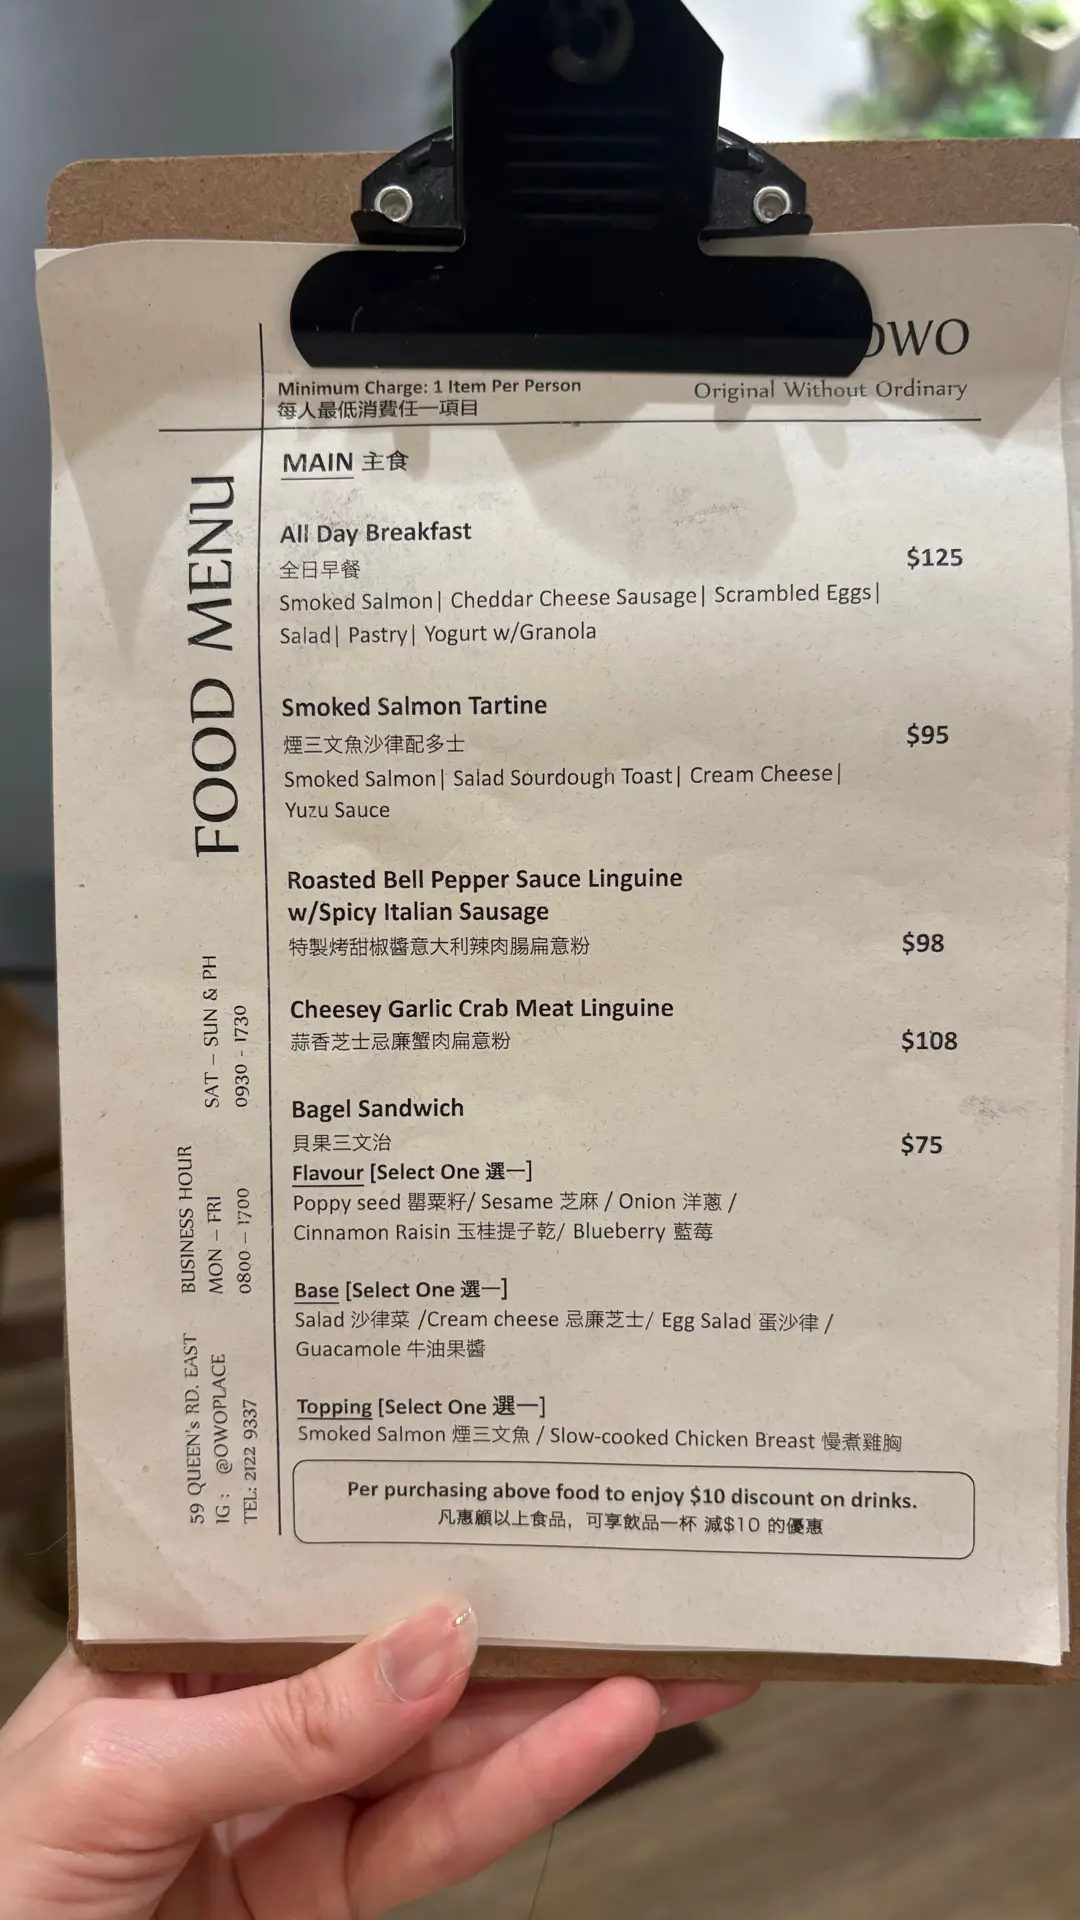 OWO
Original Without Ordinary
Minimum Charge: 1 Item Per Person
每人最低消費任一項目
FOOD MENU
MAIN 主食
All Day Breakfast
$125
全日早餐
Smoked Salmon| Cheddar Cheese Sausage| Scrambled Eggs|
Salad| Pastry| Yogurt w/Granola
Smoked Salmon Tartine
$95
煙三文魚沙律配多士
Smoked Salmon| Salad Sourdough Toast| Cream Cheese|
Yuzu Sauce
Roasted Bell Pepper Sauce Linguine
w/Spicy Italian Sausage
特製烤甜椒醬意大利辣肉腸扁意粉
$98
Cheesey Garlic Crab Meat Linguine
蒜香芝士忌廉蟹肉扁意粉
$108
Bagel Sandwich
貝果三文治
$75
Flavour [Select One 選一]
Poppy seed 罌粟籽/ Sesame 芝麻 / Onion 洋蔥 /
Cinnamon Raisin 玉桂提子乾/ Blueberry 藍莓
Base [Select One 選一]
Salad 沙律菜 /Cream cheese 忌廉芝士/ Egg Salad 蛋沙律 /
Guacamole 牛油果醬
Topping [Select One 選一]
Smoked Salmon 煙三文魚 / Slow-cooked Chicken Breast 慢煮雞胸
Per purchasing above food to enjoy $10 discount on drinks.
凡惠顧以上食品，可享飲品一杯 減$10 的優惠
59 QUEEN's RD. EAST
IG : @OWOPLACE
TEL: 2122 9337
BUSINESS HOUR
MON – FRI
0800 – 1700
SAT – SUN & PH
0930 - 1730